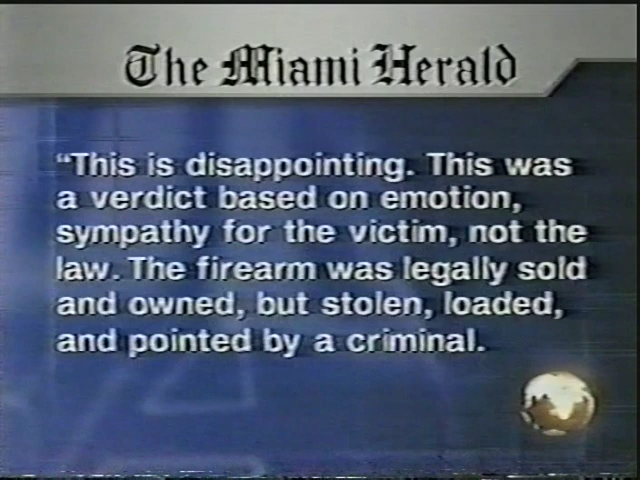 The Miami Herald
“This is disappointing. This was
a verdict based on emotion,
sympathy for the victim, not the
law. The firearm was legally sold
and owned, but stolen, loaded,
and pointed by a criminal.